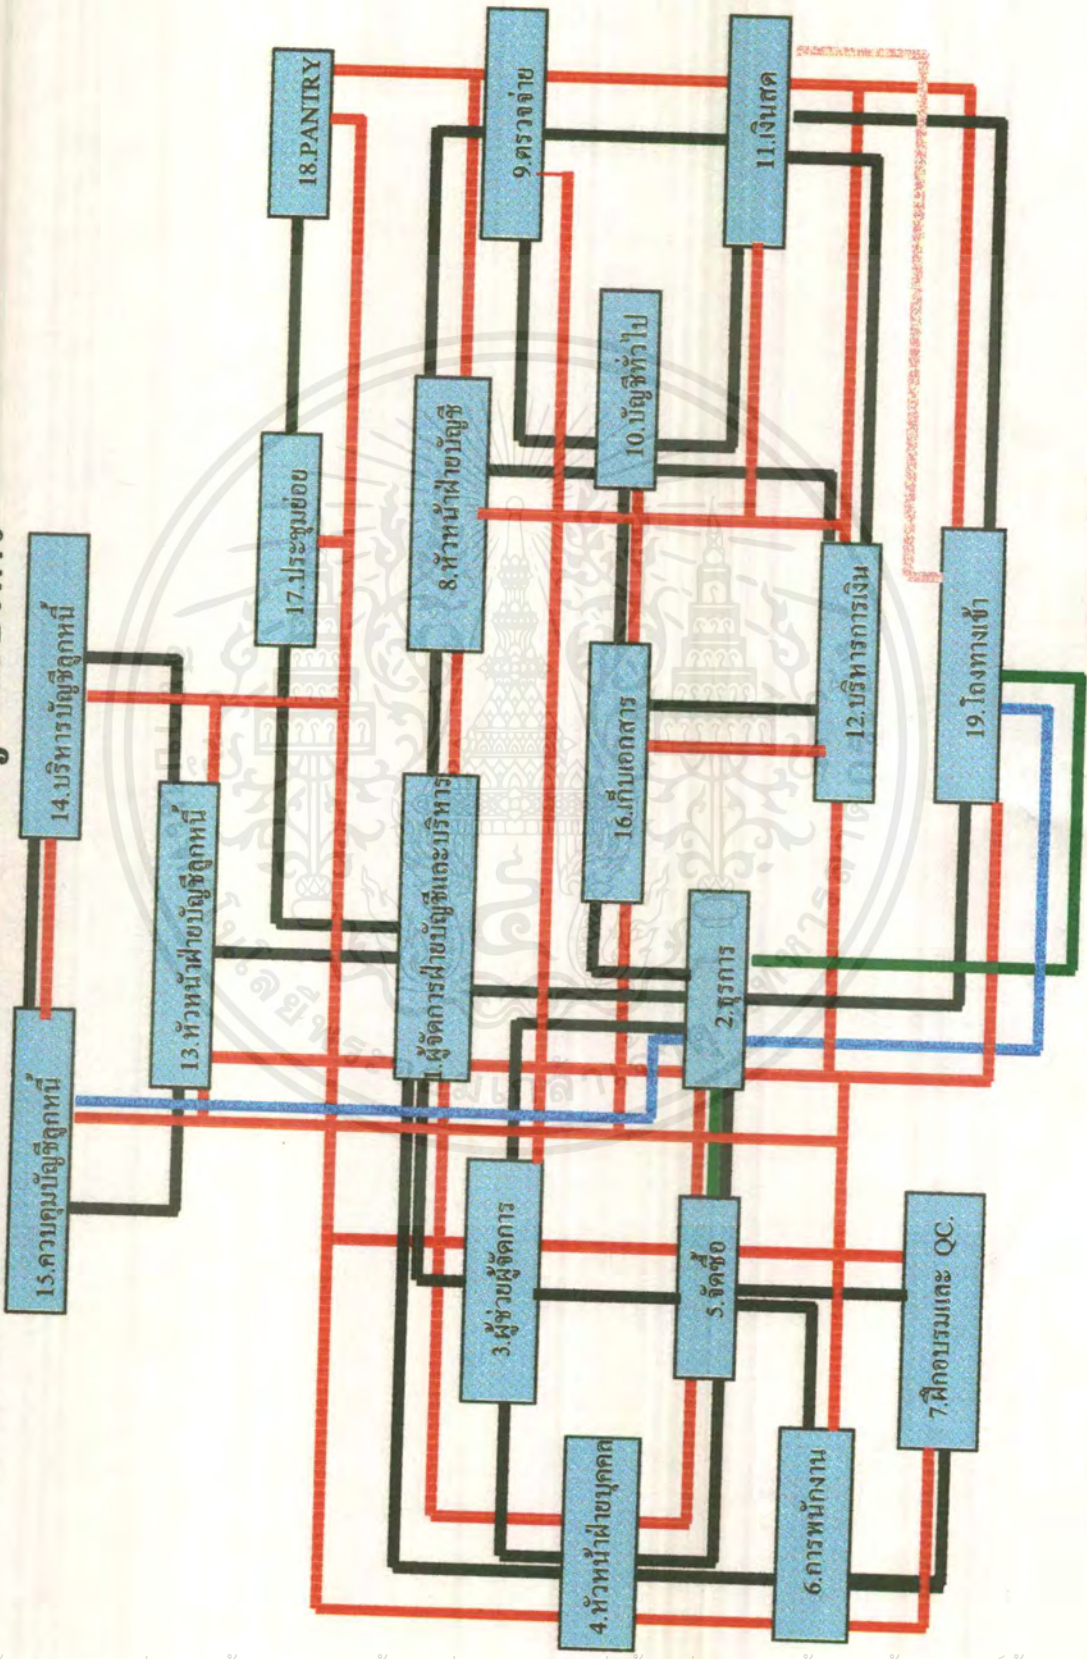 15.ควบคุมบัญชีลูกหนี้
14.บริหารบัญชีลูกหนี้
13.หัวหน้าฝ่ายบัญชีลูกหนี้
17.ประชุมย่อย
18.PANTRY
1.ผู้จัดการฝ่ายบัญชีและบริหาร
8.หัวหน้าฝ่ายบัญชี
3.ผู้ช่วยผู้จัดการ
9.ตรวจจ่าย
4.หัวหน้าฝ่ายบุคคล
16.เก็บเอกสาร
10.บัญชีทั่วไป
5.จัดซื้อ
2.ธุรการ
11.เงินสด
6.การพนักงาน
12.บริหารการเงิน
7.ฝึกอบรมและ QC.
19.โถงทางเข้า